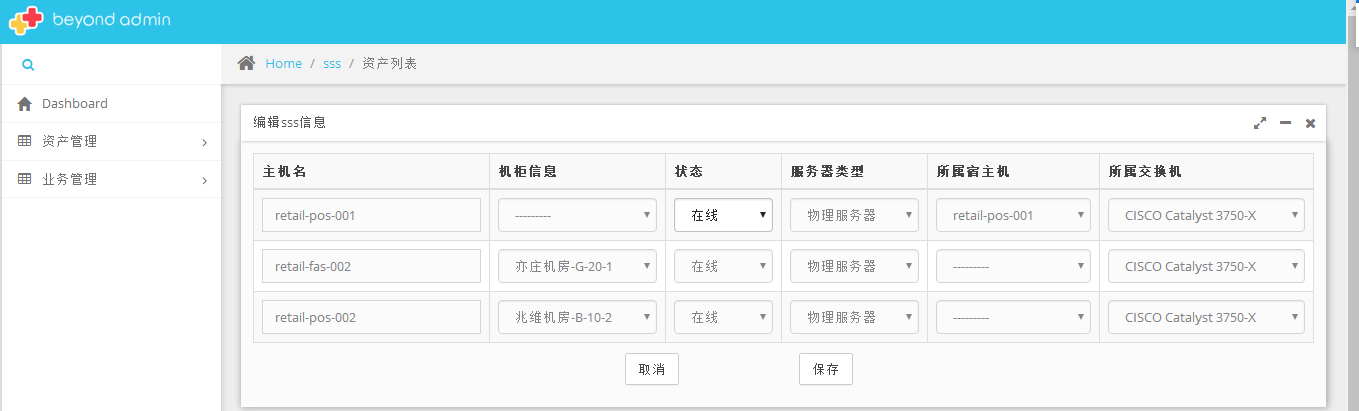 beyond admin
Home / sss / 资产列表
Dashboard
资产管理
业务管理
编辑sss信息
主机名 机柜信息 状态 服务器类型 所属宿主机 所属交换机
retail-pos-001 --------- 在线 物理服务器 retail-pos-001 CISCO Catalyst 3750-X
retail-fas-002 亦庄机房-G-20-1 在线 物理服务器 --------- CISCO Catalyst 3750-X
retail-pos-002 兆维机房-B-10-2 在线 物理服务器 --------- CISCO Catalyst 3750-X
取消 保存